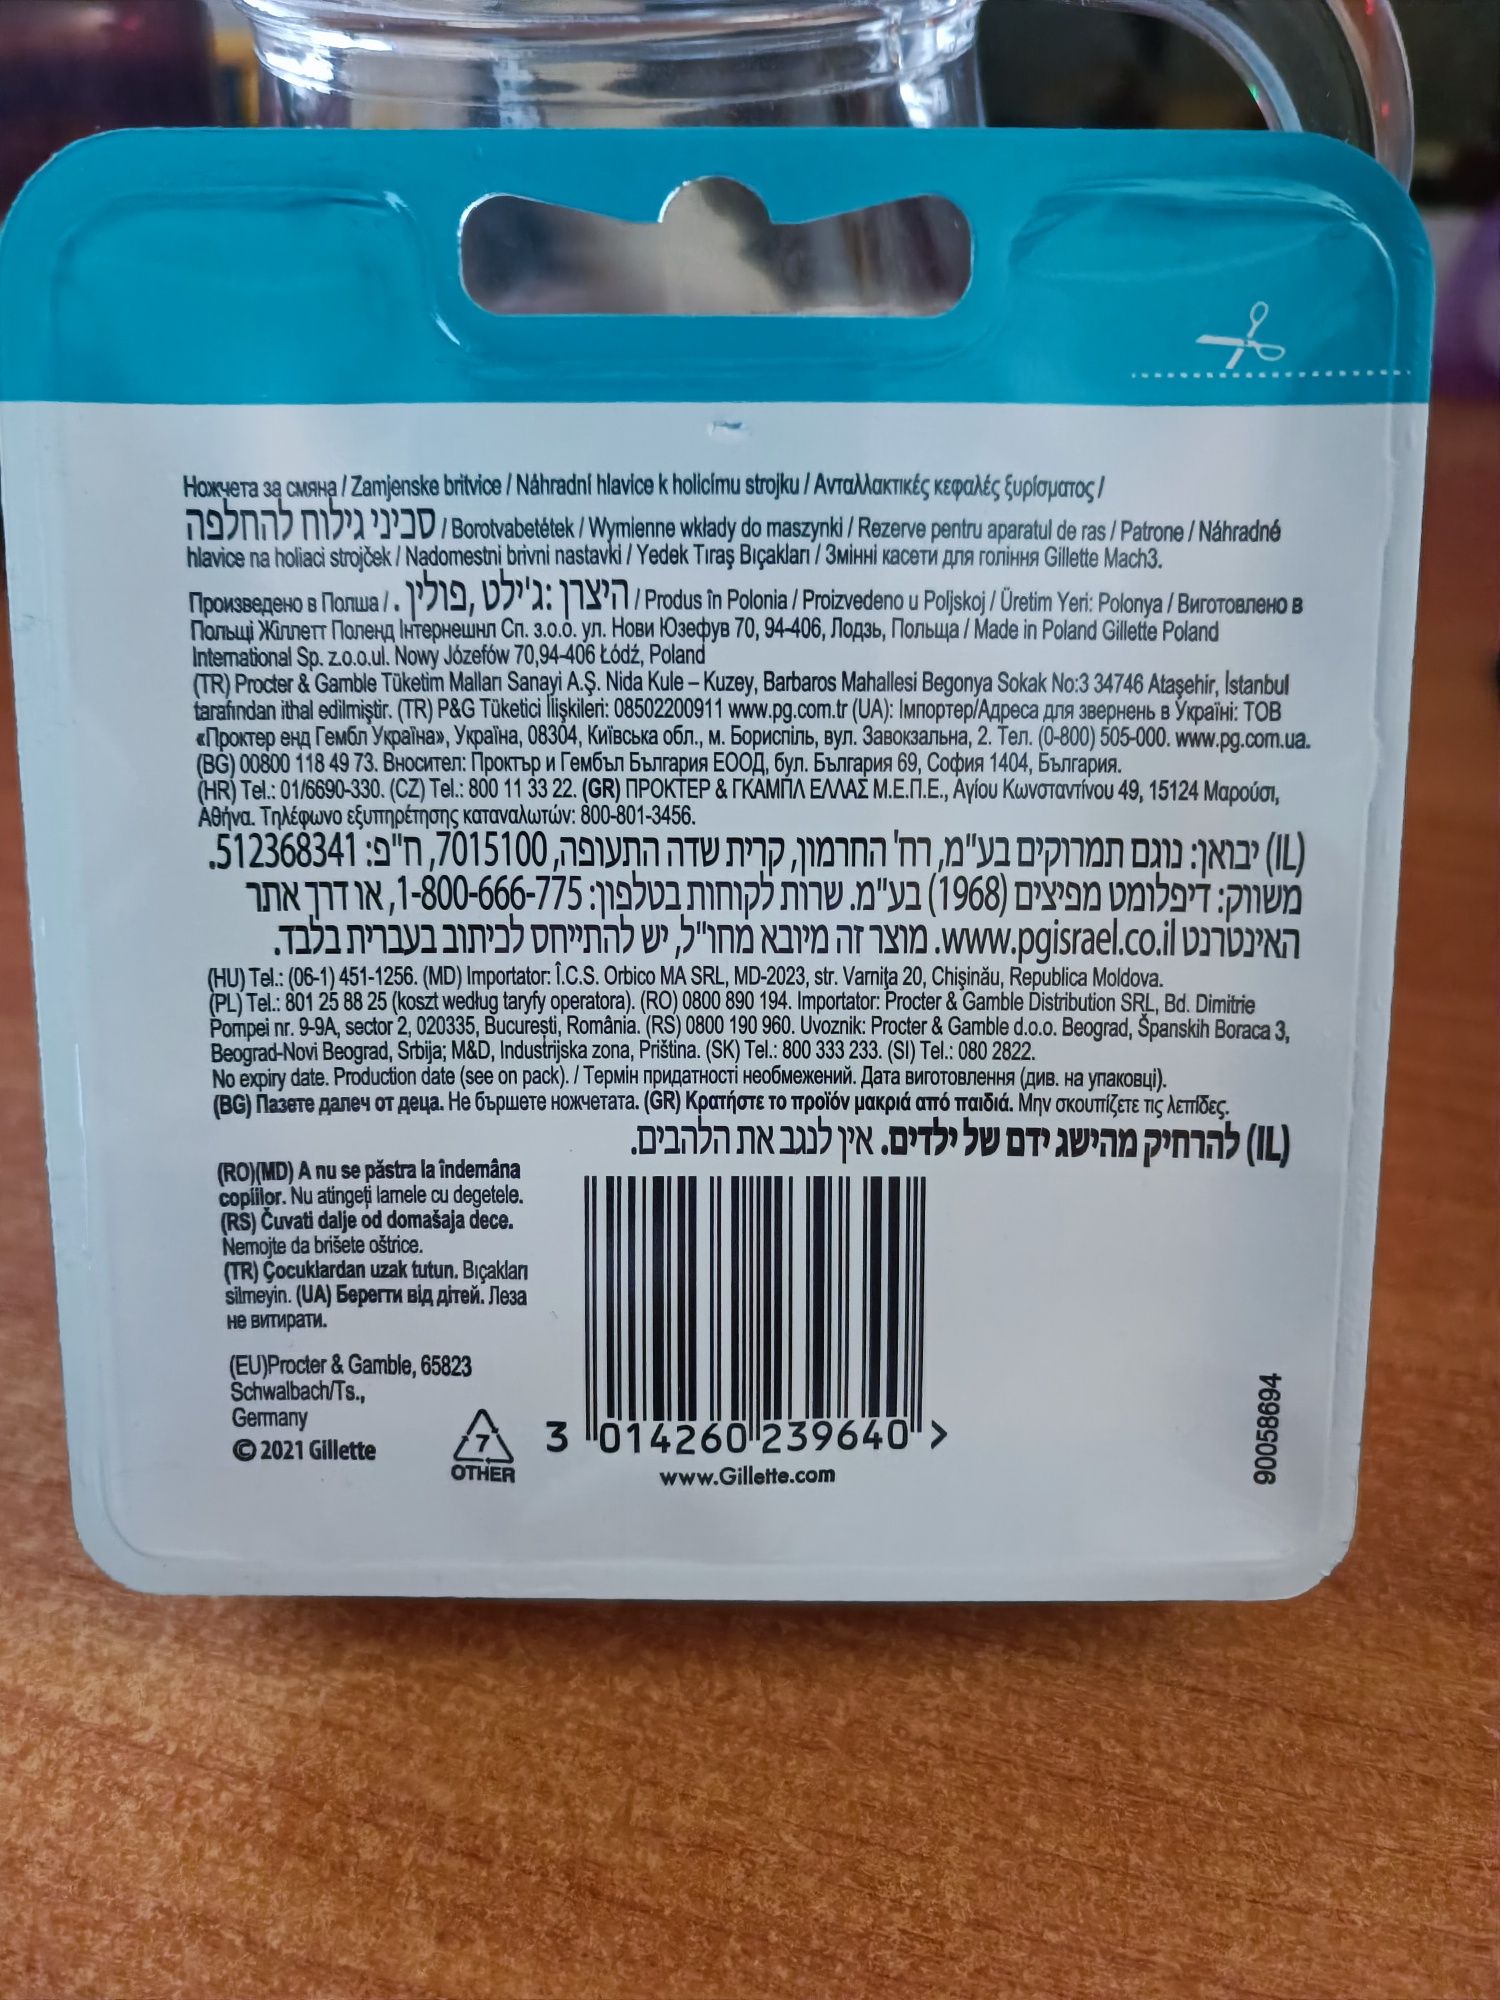 Ножчета за смяна / Zamjenske britvice / Náhradní hlavice k holicímu strojku / Ανταλλακτικές κεφαλές ξυρίσματος /
סביני גילוח להחלפה / Borotvabetétek / Wymienne wkłady do maszynki / Rezerve pentru aparatul de ras / Patrone / Náhradné
hlavice na holiaci strojček / Nadomestni brivni nastavki / Yedek Tıraş Bıçakları / Змінні касети для гоління Gillette Mach3.
Произведено в Полша / היצרן: ג'ילט, פולין. / Produs în Polonia / Proizvedeno u Poljskoj / Üretim Yeri: Polonya / Виготовлено в
Польщі Жіллетт Поленд Інтернешнл Сп. з.о.о. ул. Нови Юзефув 70, 94-406, Лодзь, Польща / Made in Poland Gillette Poland
International Sp. z.o.o.ul. Nowy Józefów 70,94-406 Łódź, Poland
(TR) Procter & Gamble Tüketim Malları Sanayi A.Ş. Nida Kule – Kuzey, Barbaros Mahallesi Begonya Sokak No:3 34746 Ataşehir, İstanbul
tarafından ithal edilmiştir. (TR) P&G Tüketici İlişkileri: 08502200911 www.pg.com.tr (UA): Імпортер/Адреса для звернень в Україні: ТОВ
«Проктер енд Гембл Україна», Україна, 08304, Київська обл., м. Бориспіль, вул. Завокзальна, 2. Тел. (0-800) 505-000. www.pg.com.ua.
(BG) 00800 118 49 73. Вносител: Проктър и Гембъл България ЕООД, бул. България 69, София 1404, България.
(HR) Tel.: 01/6690-330. (CZ) Tel.: 800 11 33 22. (GR) ΠΡΟΚΤΕΡ & ΓΚΑΜΠΛ ΕΛΛΑΣ Μ.Ε.Π.Ε., Αγίου Κωνσταντίνου 49, 15124 Μαρούσι,
Αθήνα. Τηλέφωνο εξυπηρέτησης καταναλωτών: 800-801-3456.
(IL) יבואן: נוגם תמרוקים בע"מ, רח' החרמון, קרית שדה התעופה, 7015100, ח"פ: 512368341.
משווק: דיפלומט מפיצים (1968) בע"מ. שרות לקוחות בטלפון: 1-800-666-775, או דרך אתר
האינטרנט www.pgisrael.co.il. מוצר זה מיובא מחו"ל, יש להתייחס לכיתוב בעברית בלבד.
(HU) Tel.: (06-1) 451-1256. (MD) Importator: Î.C.S. Orbico MA SRL, MD-2023, str. Varniţa 20, Chişinău, Republica Moldova.
(PL) Tel.: 801 25 88 25 (koszt według taryfy operatora). (RO) 0800 890 194. Importator: Procter & Gamble Distribution SRL, Bd. Dimitrie
Pompei nr. 9-9A, sector 2, 020335, Bucureşti, România. (RS) 0800 190 960. Uvoznik: Procter & Gamble d.o.o. Beograd, Španskih Boraca 3,
Beograd-Novi Beograd, Srbija; M&D, Industrijska zona, Priština. (SK) Tel.: 800 333 233. (SI) Tel.: 080 2822.
No expiry date. Production date (see on pack). / Термін придатності необмежений. Дата виготовлення (див. на упаковці).
(BG) Пазете далеч от деца. Не бършете ножчетата. (GR) Κρατήστε το προϊόν μακριά από παιδιά. Μην σκουπίζετε τις λεπίδες.
(IL) להרחיק מהישג ידם של ילדים. אין לנגב את הלהבים.
(RO)(MD) A nu se păstra la îndemâna
copiilor. Nu atingeţi lamele cu degetele.
(RS) Čuvati dalje od domašaja dece.
Nemojte da brišete oštrice.
(TR) Çocuklardan uzak tutun. Bıçakları
silmeyin. (UA) Берегти від дітей. Леза
не витирати.
(EU)Procter & Gamble, 65823
Schwalbach/Ts.,
Germany
© 2021 Gillette
7
OTHER
3 014260 239640 >
www.Gillette.com
90058694